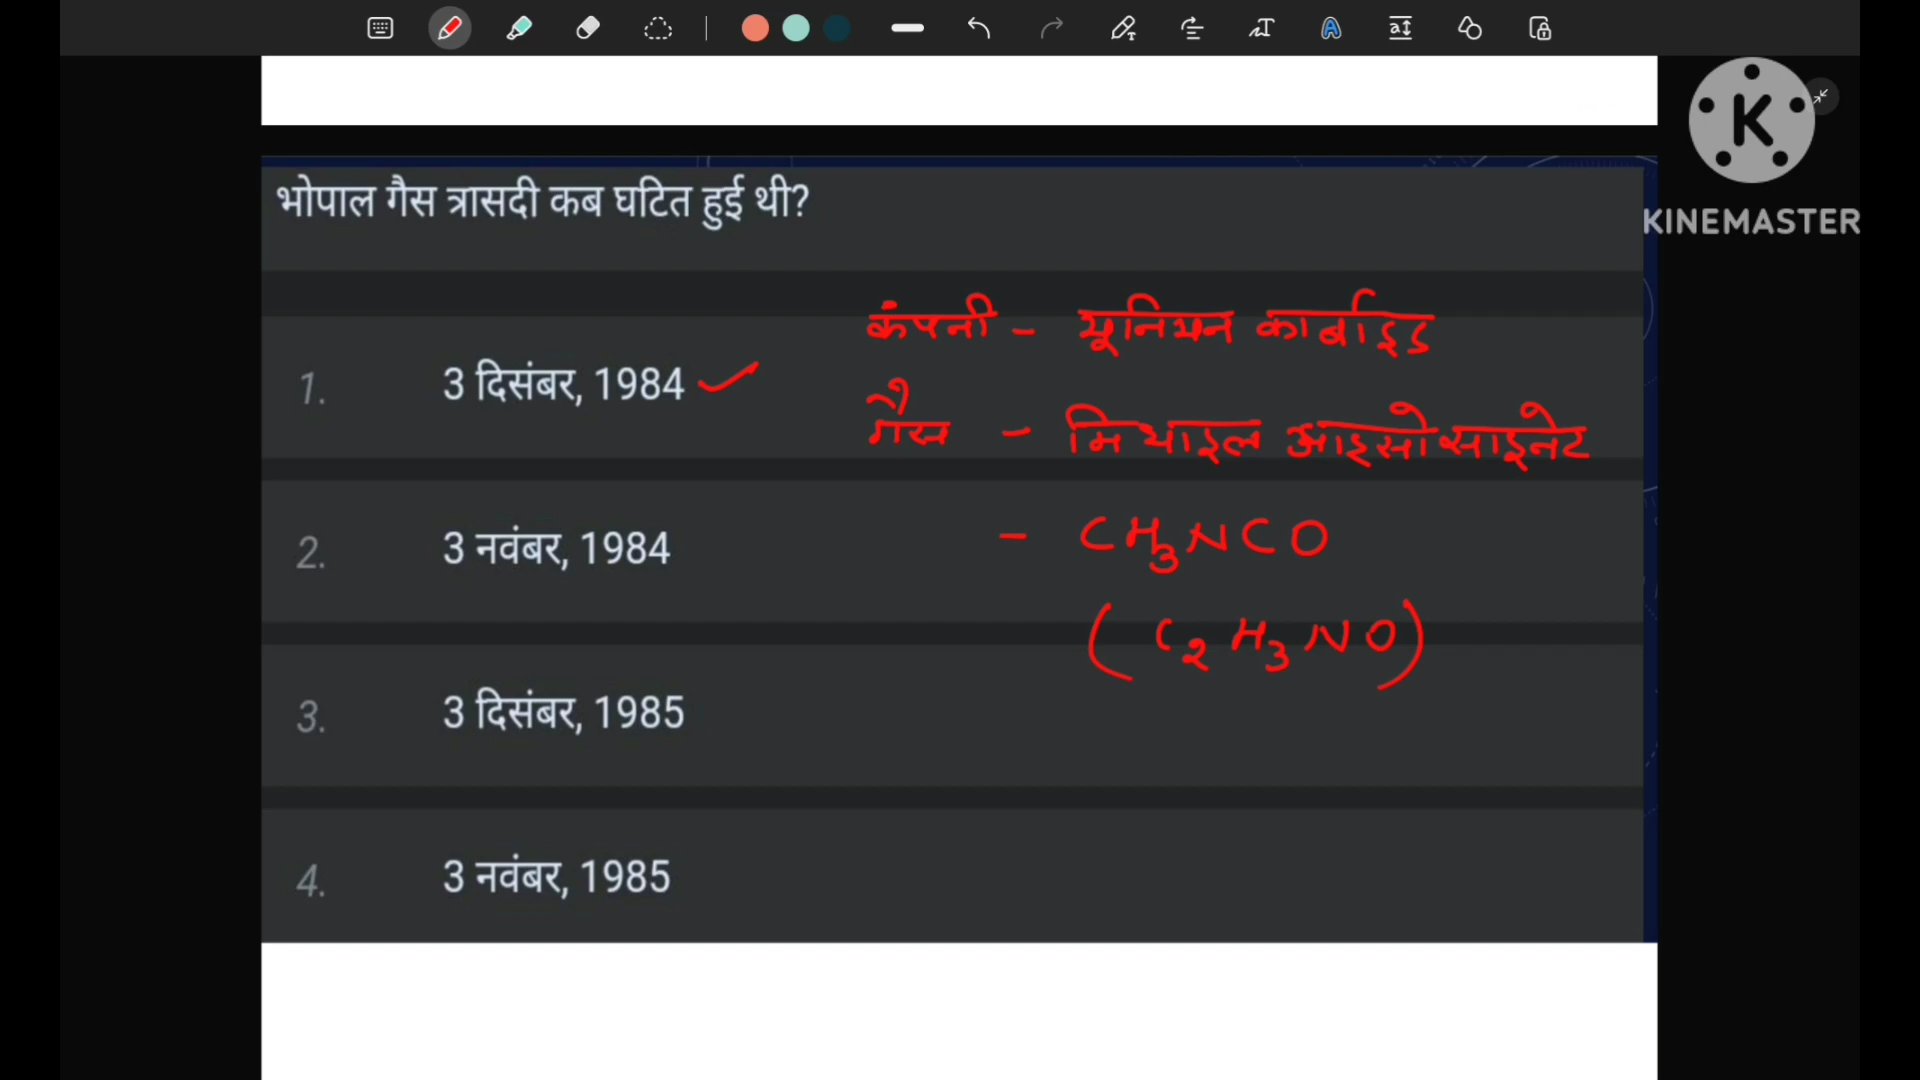 KINEMASTER
भोपाल गैस त्रासदी कब घटित हुई थी?
कंपनी - यूनियन कार्बाइड
1. 3 दिसंबर, 1984
गैस - मिथाइल आइसोसाइनेट
- CH₃NCO
2. 3 नवंबर, 1984
(C₂H₃NO)
3. 3 दिसंबर, 1985
4. 3 नवंबर, 1985